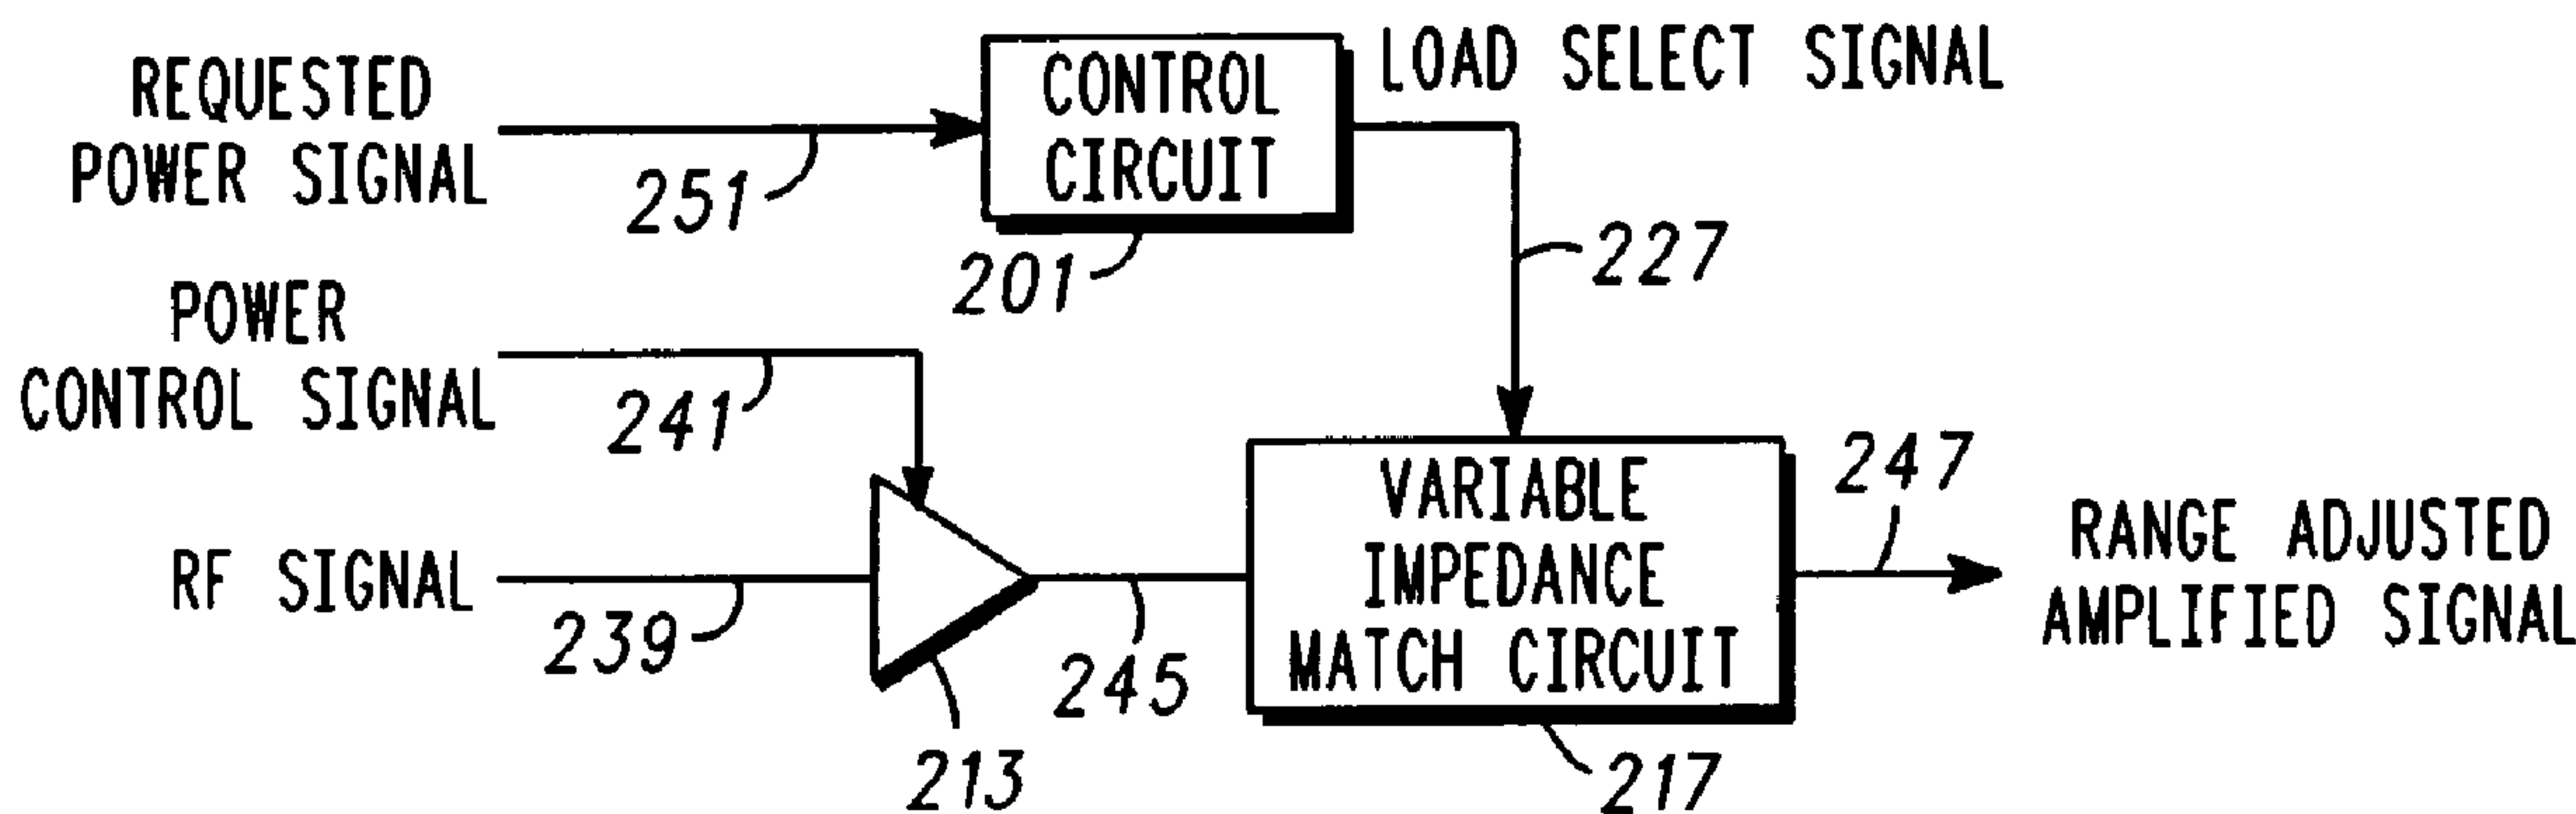 REQUESTED
POWER SIGNAL
251
CONTROL
CIRCUIT
201
LOAD SELECT SIGNAL
227
POWER
CONTROL SIGNAL
241
RF SIGNAL
239
213
245
VARIABLE
IMPEDANCE
MATCH CIRCUIT
217
247
RANGE ADJUSTED
AMPLIFIED SIGNAL